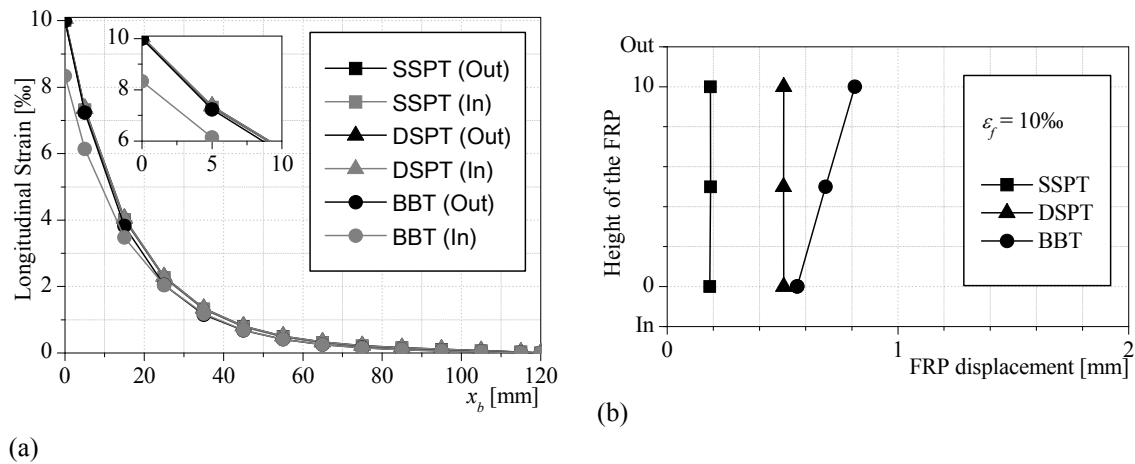 10
8
6
4
2
0
Longitudinal Strain [‰]
10
8
6
0
5
10
SSPT (Out)
SSPT (In)
DSPT (Out)
DSPT (In)
BBT (Out)
BBT (In)
0
20
40
60
80
100
120
x_b [mm]
(a)
Out
10
0
In
Height of the FRP
ε_f = 10‰
SSPT
DSPT
BBT
0
1
2
FRP displacement [mm]
(b)